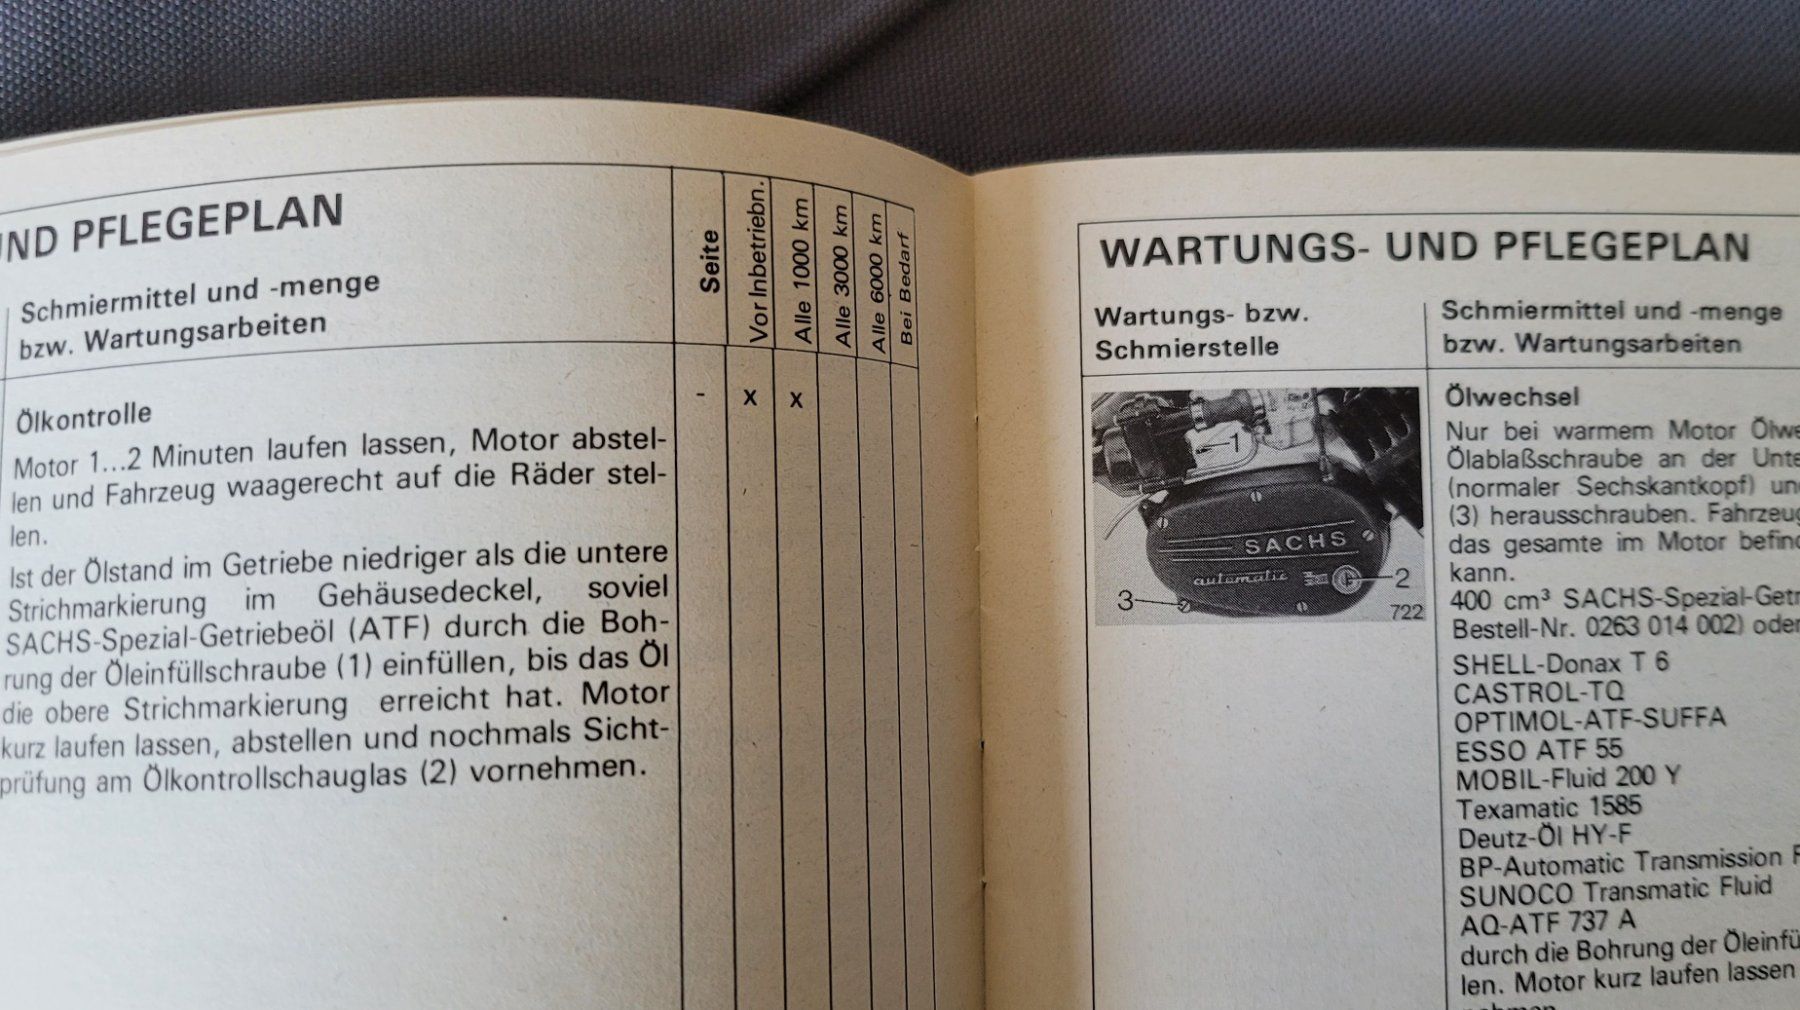 UND PFLEGEPLAN
Schmiermittel und -menge
bzw. Wartungsarbeiten
Seite
Vor Inbetriebn.
Alle 1000 km
Alle 3000 km
Alle 6000 km
Bei Bedarf
Ölkontrolle
- x x
Motor 1...2 Minuten laufen lassen, Motor abstel-
len und Fahrzeug waagerecht auf die Räder stel-
len.
Ist der Ölstand im Getriebe niedriger als die untere
Strichmarkierung im Gehäusedeckel, soviel
SACHS-Spezial-Getriebeöl (ATF) durch die Boh-
rung der Öleinfüllschraube (1) einfüllen, bis das Öl
die obere Strichmarkierung erreicht hat. Motor
kurz laufen lassen, abstellen und nochmals Sicht-
prüfung am Ölkontrollschauglas (2) vornehmen.
WARTUNGS- UND PFLEGEPLAN
Wartungs- bzw.
Schmierstelle
Schmiermittel und -menge
bzw. Wartungsarbeiten
1
SACHS
automatic
2
3
722
Ölwechsel
Nur bei warmem Motor Ölwe
Ölablaßschraube an der Unte
(normaler Sechskantkopf) und
(3) herausschrauben. Fahrzeug
das gesamte im Motor befind
kann.
400 cm³ SACHS-Spezial-Getr
Bestell-Nr. 0263 014 002) oder
SHELL-Donax T 6
CASTROL-TQ
OPTIMOL-ATF-SUFFA
ESSO ATF 55
MOBIL-Fluid 200 Y
Texamatic 1585
Deutz-Öl HY-F
BP-Automatic Transmission F
SUNOCO Transmatic Fluid
AQ-ATF 737 A
durch die Bohrung der Öleinfü
len. Motor kurz laufen lassen